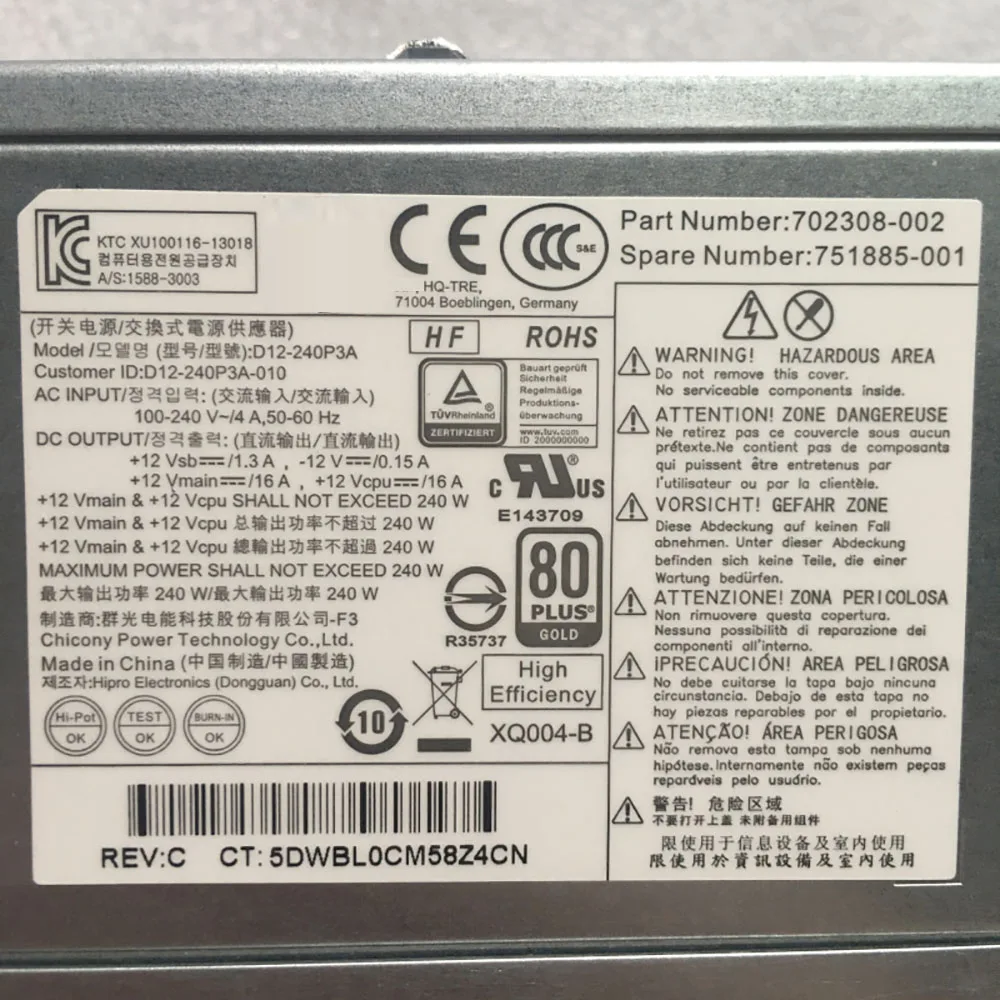 KTC XU100116-13018
컴퓨터용전원공급장치
A/S:1588-3003
CE
CCC S&E
HQ-TRE,
71004 Boeblingen, Germany
Part Number:702308-002
Spare Number:751885-001
(开关电源/交換式電源供應器)
Model /모델명 (型号/型號):D12-240P3A
Customer ID:D12-240P3A-010
AC INPUT/정격입력: (交流输入/交流輸入)
100-240 V~/4 A,50-60 Hz
DC OUTPUT/정격출력: (直流输出/直流輸出)
+12 Vsb⎓/1.3 A , -12 V⎓/0.15 A
+12 Vmain⎓/16 A , +12 Vcpu⎓/16 A
+12 Vmain & +12 Vcpu SHALL NOT EXCEED 240 W
+12 Vmain & +12 Vcpu 总输出功率不超过 240 W
+12 Vmain & +12 Vcpu 總輸出功率不超過 240 W
MAXIMUM POWER SHALL NOT EXCEED 240 W
最大输出功率 240 W/最大輸出功率 240 W
制造商:群光电能科技股份有限公司-F3
Chicony Power Technology Co.,Ltd.
Made in China (中国制造/中國製造)
제조자:Hipro Electronics (Dongguan) Co., Ltd.
Hi-Pot
OK
TEST
OK
BURN-IN
OK
HF
ROHS
TÜVRheinland
ZERTIFIZIERT
Bauart geprüft
Sicherheit
Regelmäßige
Produktions-
überwachung
www.tuv.com
ID 2000000000
C RU® US
E143709
80
PLUS®
GOLD
R35737
High
Efficiency
10
XQ004-B
REV:C CT: 5DWBL0CM58Z4CN
WARNING! HAZARDOUS AREA
Do not remove this cover.
No serviceable components inside.
ATTENTION! ZONE DANGEREUSE
Ne retirez pas ce couvercle sous aucun
prétexte.Ne contient pas de composants
qui puissent être entretenus par
l'utilisateur ou par la clientèle.
VORSICHT! GEFAHR ZONE
Diese Abdeckung auf keinen Fall
abnehmen. Unter dieser Abdeckung
befinden sich keine Teile, die einer
Wartung bedürfen.
ATTENZIONE! ZONA PERICOLOSA
Non rimuovere questa copertura.
Nessuna possibilità di reparazione dei
componenti all'interno.
¡PRECAUCIÓN! AREA PELIGROSA
No debe cuitarse la tapa bajo ninguna
circunstancia. Debajo de esta tapa no
hay piezas reparables por el propietario.
ATENÇÃO! ÁREA PERIGOSA
Não remova esta tampa sob nenhuma
hipótese.Internamente não existem peças
reparáveis pelo usuário.
警告! 危险区域
不要打开上盖 未附备用组件
限使用于信息设备及室内使用
限使用於資訊設備及室內使用